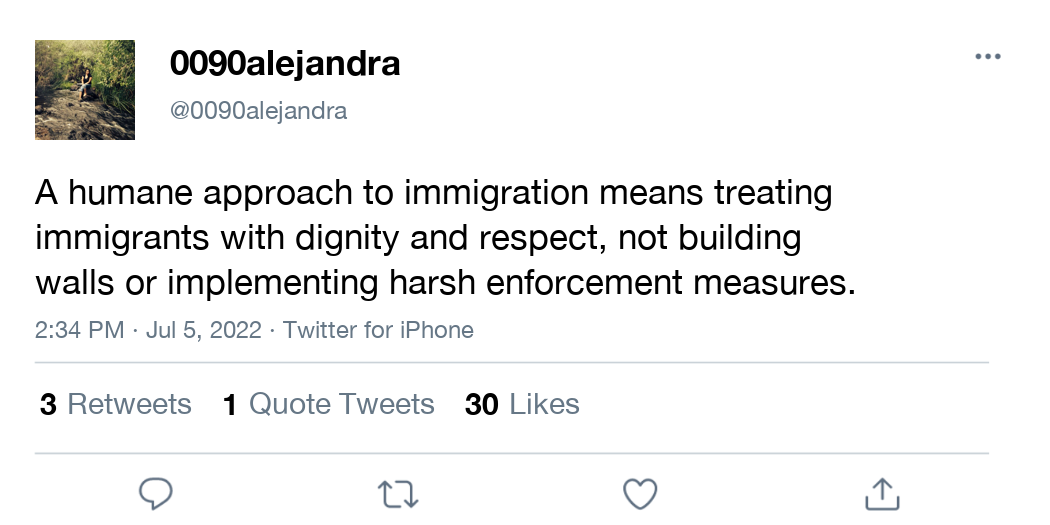 0090alejandra
@0090alejandra
A humane approach to immigration means treating
immigrants with dignity and respect, not building
walls or implementing harsh enforcement measures.
2:34 PM · Jul 5, 2022 · Twitter for iPhone
3 Retweets 1 Quote Tweets 30 Likes